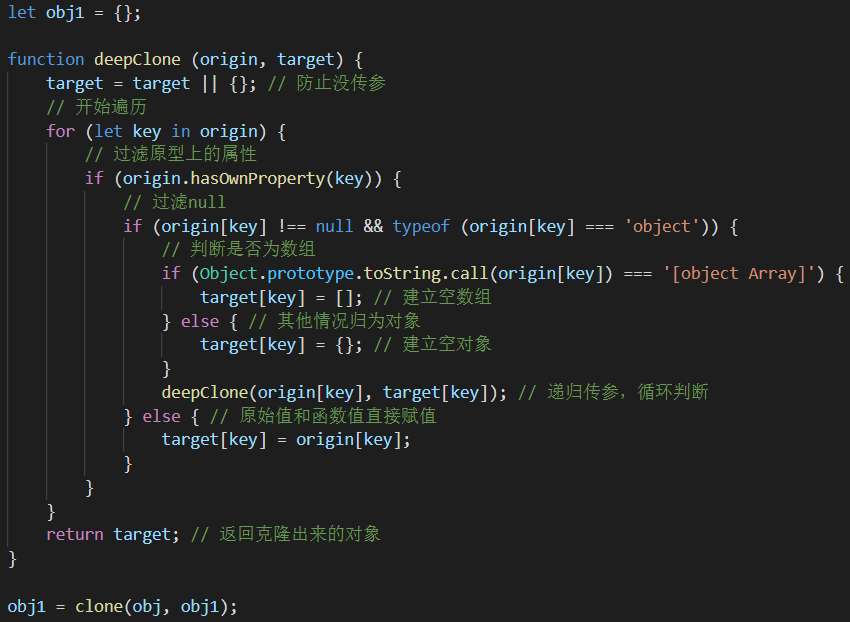 let obj1 = {};
function deepClone (origin, target) {
    target = target || {}; // 防止没传参
    // 开始遍历
    for (let key in origin) {
        // 过滤原型上的属性
        if (origin.hasOwnProperty(key)) {
            // 过滤null
            if (origin[key] !== null && typeof (origin[key] === 'object')) {
                // 判断是否为数组
                if (Object.prototype.toString.call(origin[key]) === '[object Array]') {
                    target[key] = []; // 建立空数组
                } else { // 其他情况归为对象
                    target[key] = {}; // 建立空对象
                }
                deepClone(origin[key], target[key]); // 递归传参，循环判断
            } else { // 原始值和函数值直接赋值
                target[key] = origin[key];
            }
        }
    }
    return target; // 返回克隆出来的对象
}
obj1 = clone(obj, obj1);